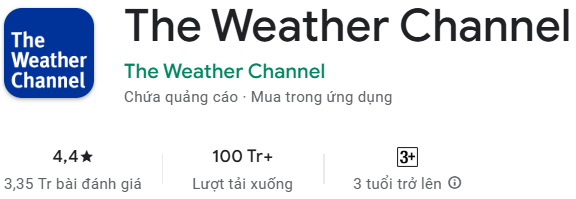 The
Weather
Channel
The Weather Channel
The Weather Channel
Chứa quảng cáo · Mua trong ứng dụng
4,4★
3,35 Tr bài đánh giá
100 Tr+
Lượt tải xuống
3+
3 tuổi trở lên